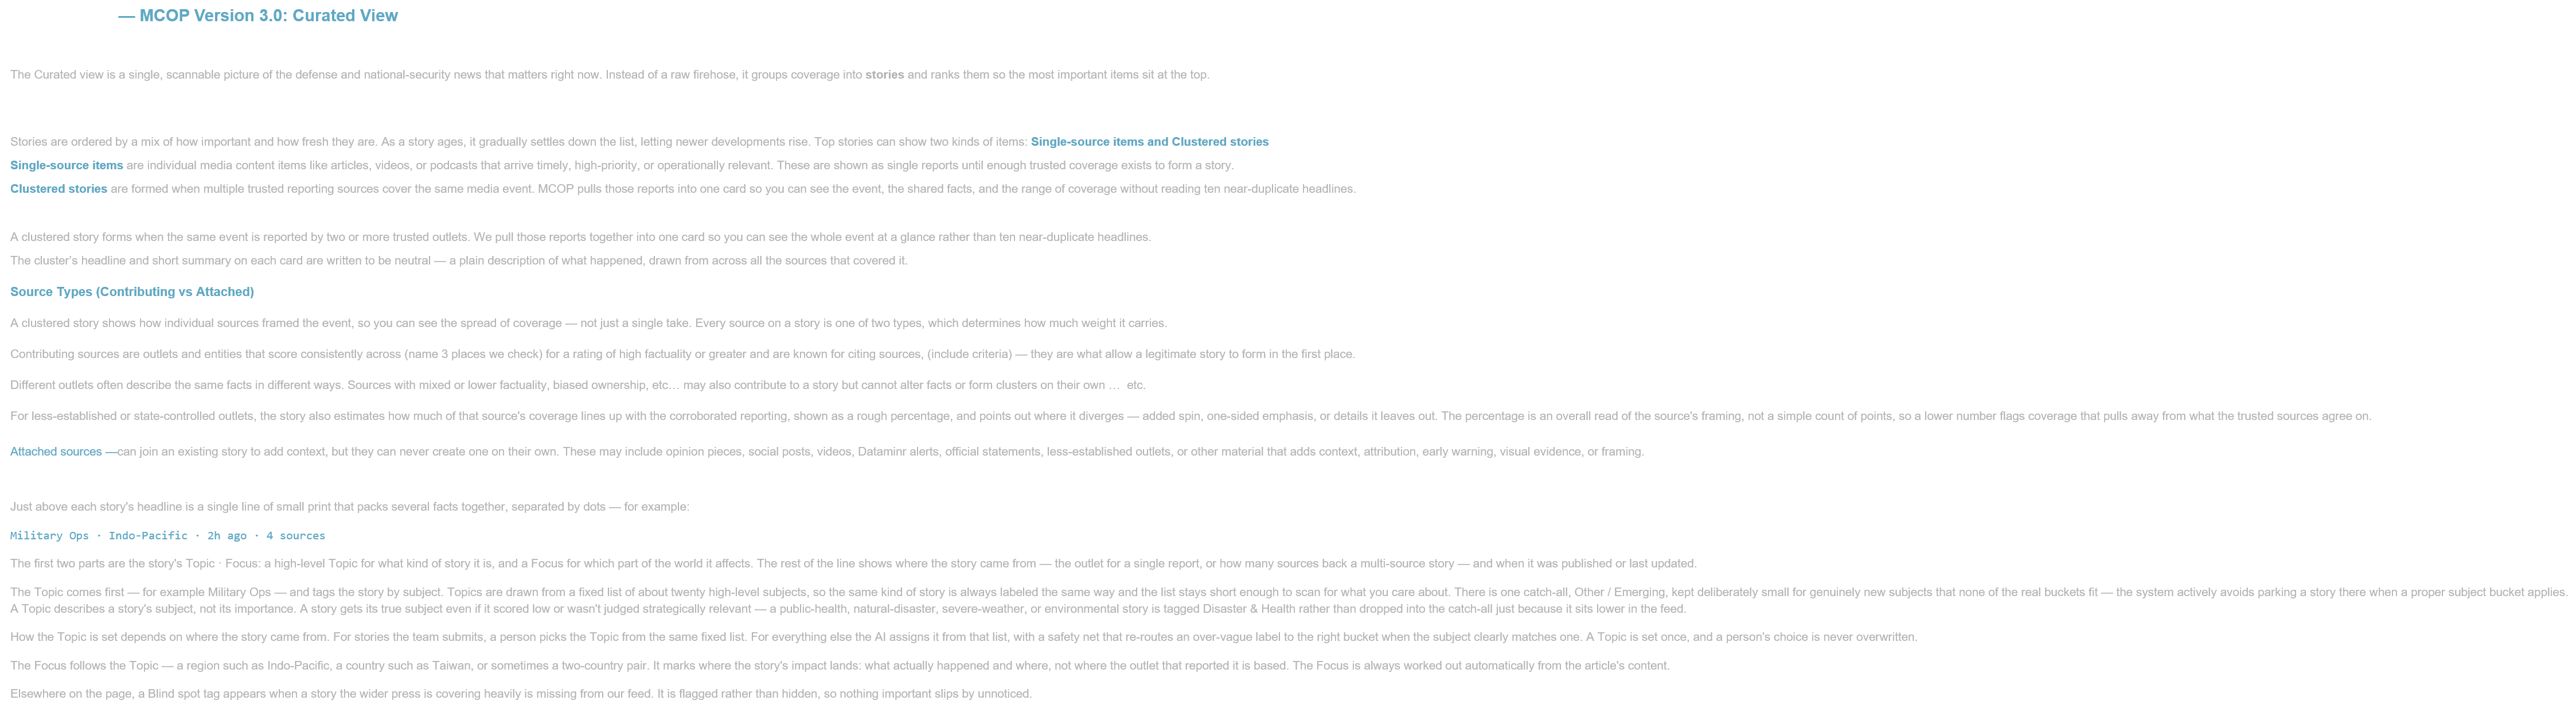 — MCOP Version 3.0: Curated View
The Curated view is a single, scannable picture of the defense and national-security news that matters right now. Instead of a raw firehose, it groups coverage into stories and ranks them so the most important items sit at the top.
Stories are ordered by a mix of how important and how fresh they are. As a story ages, it gradually settles down the list, letting newer developments rise. Top stories can show two kinds of items: Single-source items and Clustered stories
Single-source items are individual media content items like articles, videos, or podcasts that arrive timely, high-priority, or operationally relevant. These are shown as single reports until enough trusted coverage exists to form a story.
Clustered stories are formed when multiple trusted reporting sources cover the same media event. MCOP pulls those reports into one card so you can see the event, the shared facts, and the range of coverage without reading ten near-duplicate headlines.
A clustered story forms when the same event is reported by two or more trusted outlets. We pull those reports together into one card so you can see the whole event at a glance rather than ten near-duplicate headlines.
The cluster's headline and short summary on each card are written to be neutral — a plain description of what happened, drawn from across all the sources that covered it.
Source Types (Contributing vs Attached)
A clustered story shows how individual sources framed the event, so you can see the spread of coverage — not just a single take. Every source on a story is one of two types, which determines how much weight it carries.
Contributing sources are outlets and entities that score consistently across (name 3 places we check) for a rating of high factuality or greater and are known for citing sources, (include criteria) — they are what allow a legitimate story to form in the first place.
Different outlets often describe the same facts in different ways. Sources with mixed or lower factuality, biased ownership, etc… may also contribute to a story but cannot alter facts or form clusters on their own …  etc.
For less-established or state-controlled outlets, the story also estimates how much of that source's coverage lines up with the corroborated reporting, shown as a rough percentage, and points out where it diverges — added spin, one-sided emphasis, or details it leaves out. The percentage is an overall read of the source's framing, not a simple count of points, so a lower number flags coverage that pulls away from what the trusted sources agree on.
Attached sources —can join an existing story to add context, but they can never create one on their own. These may include opinion pieces, social posts, videos, Dataminr alerts, official statements, less-established outlets, or other material that adds context, attribution, early warning, visual evidence, or framing.
Just above each story's headline is a single line of small print that packs several facts together, separated by dots — for example:
Military Ops · Indo-Pacific · 2h ago · 4 sources
The first two parts are the story's Topic · Focus: a high-level Topic for what kind of story it is, and a Focus for which part of the world it affects. The rest of the line shows where the story came from — the outlet for a single report, or how many sources back a multi-source story — and when it was published or last updated.
The Topic comes first — for example Military Ops — and tags the story by subject. Topics are drawn from a fixed list of about twenty high-level subjects, so the same kind of story is always labeled the same way and the list stays short enough to scan for what you care about. There is one catch-all, Other / Emerging, kept deliberately small for genuinely new subjects that none of the real buckets fit — the system actively avoids parking a story there when a proper subject bucket applies.
A Topic describes a story's subject, not its importance. A story gets its true subject even if it scored low or wasn't judged strategically relevant — a public-health, natural-disaster, severe-weather, or environmental story is tagged Disaster & Health rather than dropped into the catch-all just because it sits lower in the feed.
How the Topic is set depends on where the story came from. For stories the team submits, a person picks the Topic from the same fixed list. For everything else the AI assigns it from that list, with a safety net that re-routes an over-vague label to the right bucket when the subject clearly matches one. A Topic is set once, and a person's choice is never overwritten.
The Focus follows the Topic — a region such as Indo-Pacific, a country such as Taiwan, or sometimes a two-country pair. It marks where the story's impact lands: what actually happened and where, not where the outlet that reported it is based. The Focus is always worked out automatically from the article's content.
Elsewhere on the page, a Blind spot tag appears when a story the wider press is covering heavily is missing from our feed. It is flagged rather than hidden, so nothing important slips by unnoticed.